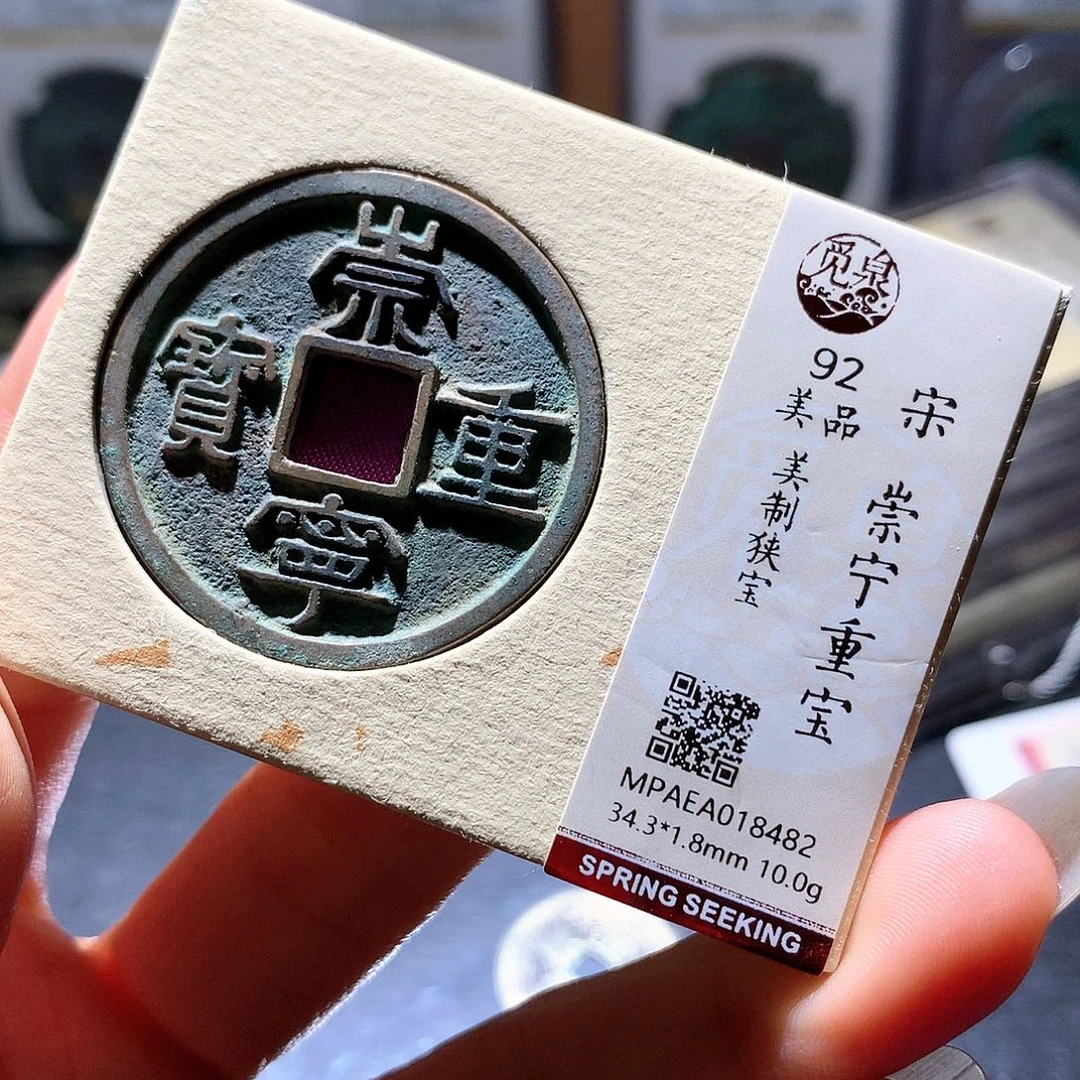 崇寧重寶
觅泉
92
美品
美制狭宝
宋 崇宁重宝
MPAEA018482
34.3*1.8mm 10.0g
SPRING SEEKING